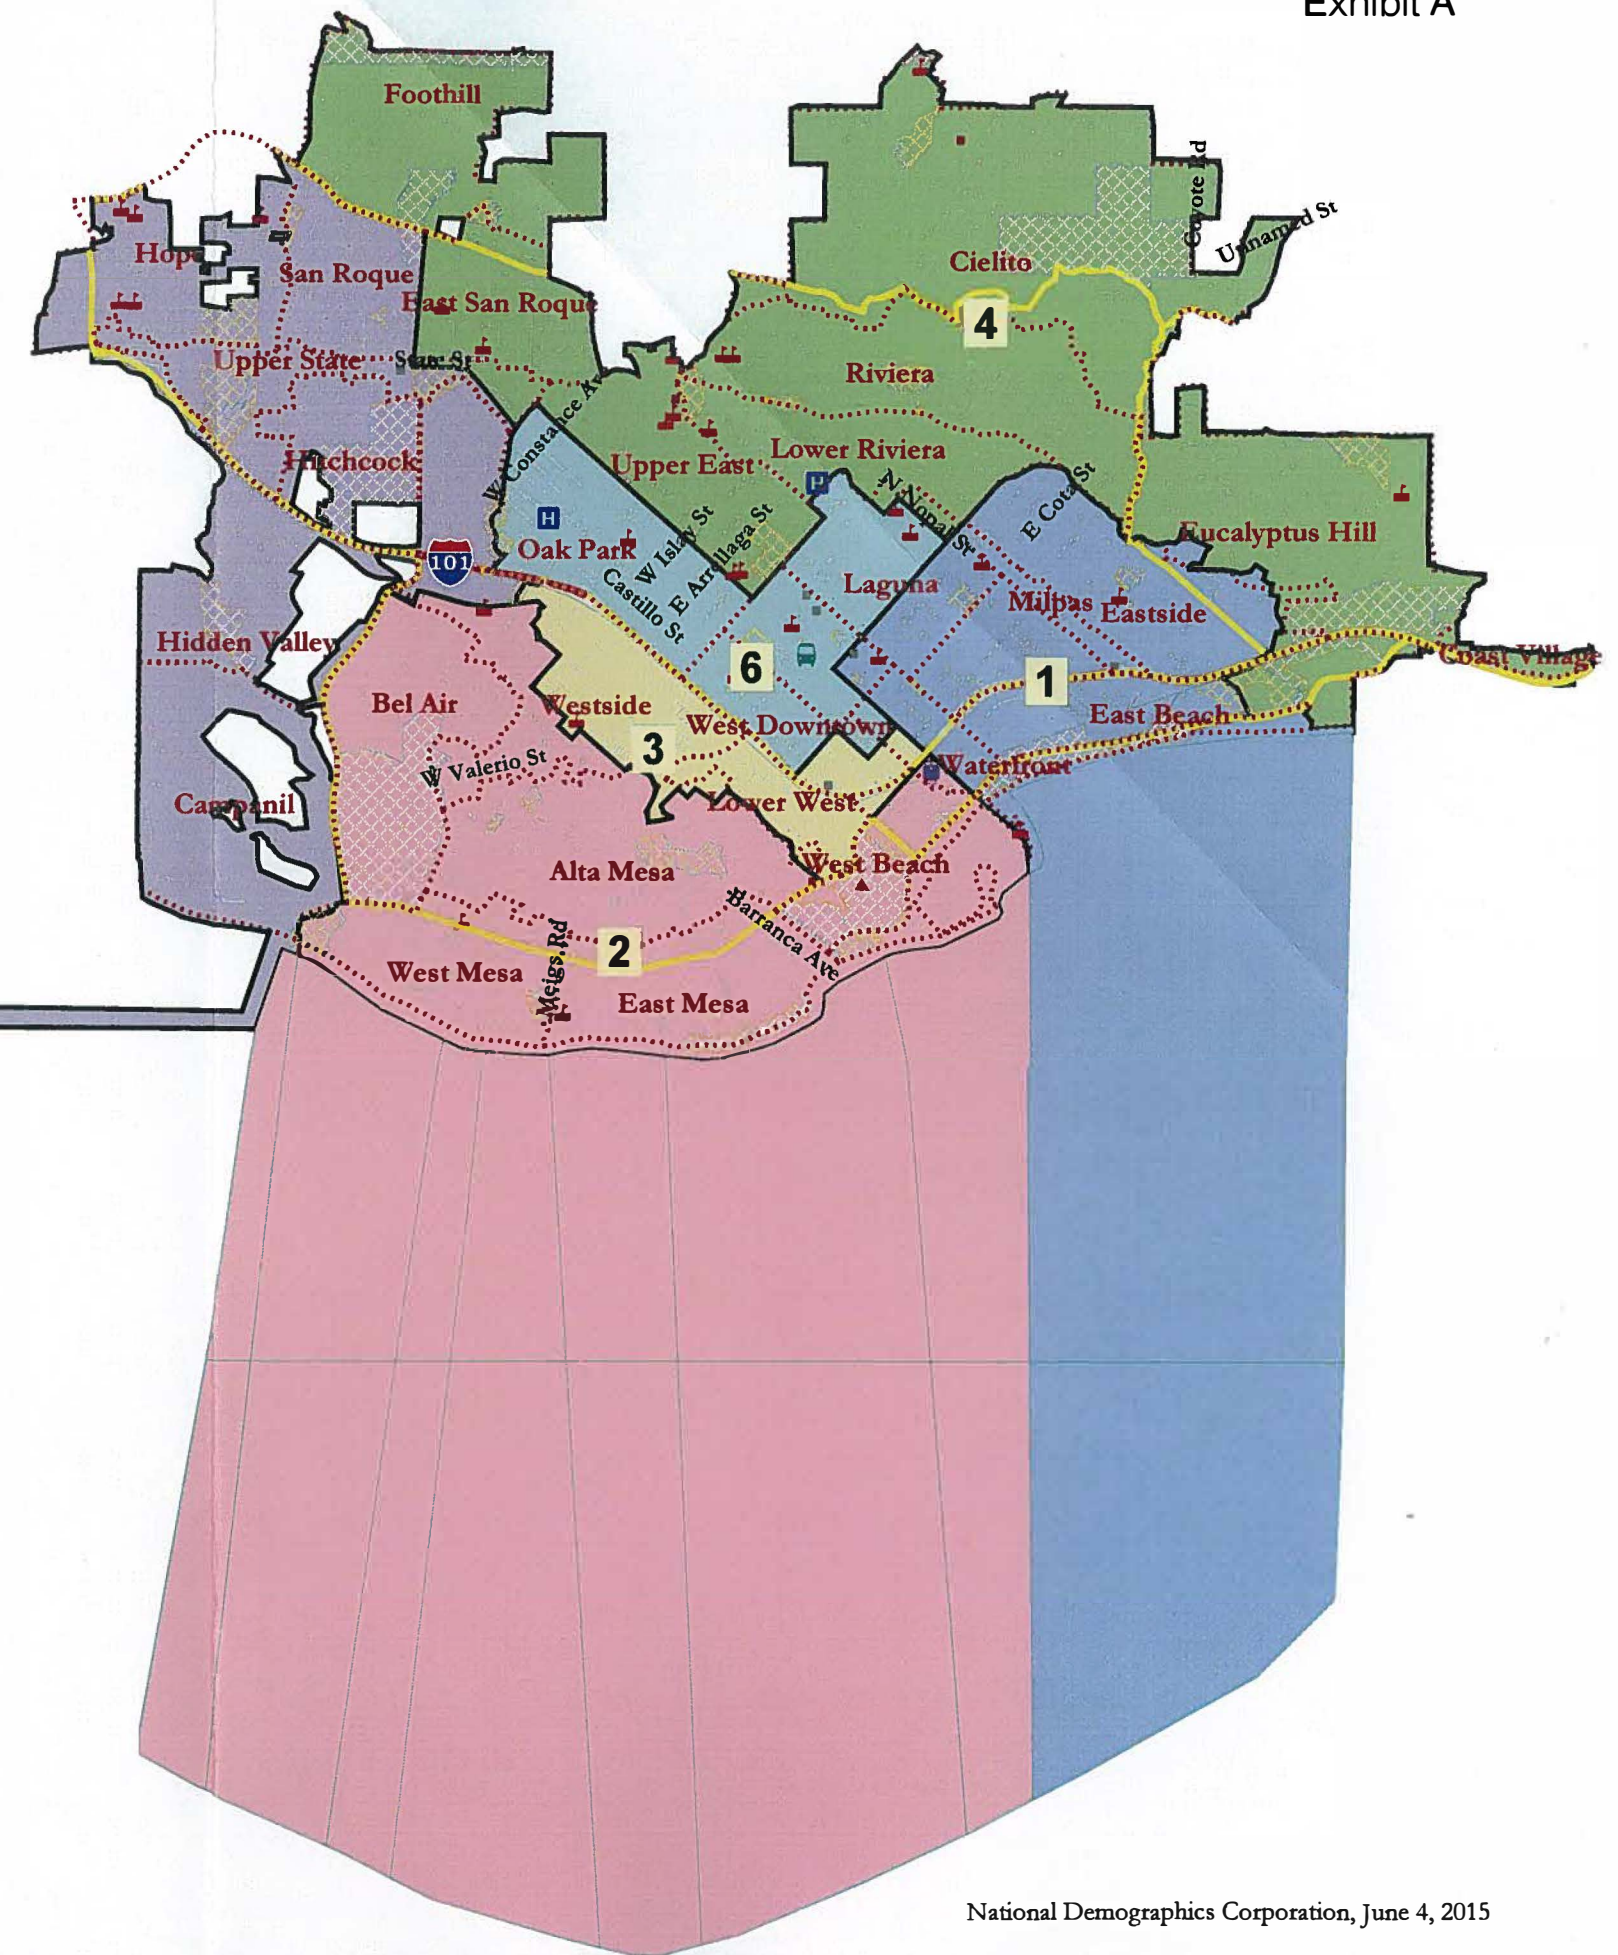 Exhibit A
Foothill
Coyote Rd
Unnamed St
Hope
San Roque
Cielito
East San Roque
4
Upper State
State St
Riviera
W Constance Av
Hitchcock
Upper East
Lower Riviera
H
N Nopal St
E Cota St
H
Oak Park
W Islay St
E Arrellaga St
Castillo St
Eucalyptus Hill
101
Laguna
Milpas
Eastside
Hidden Valley
6
1
Coast Village
Bel Air
Westside
West Downtown
East Beach
3
W Valerio St
Waterfront
Campanil
Lower West
Alta Mesa
West Beach
Barranca Ave
2
Meigs Rd
West Mesa
East Mesa
National Demographics Corporation, June 4, 2015